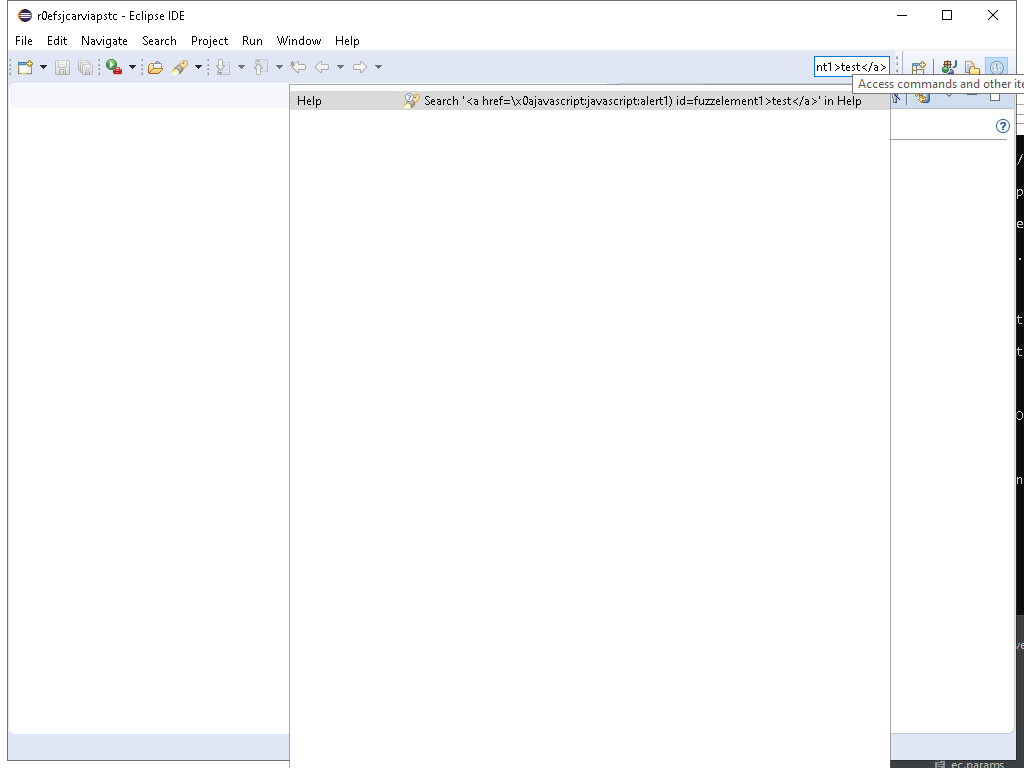 r0efsjcarviapstc - Eclipse IDE
File Edit Navigate Search Project Run Window Help
nt1>test</a>
Access commands and other ite
Help Search '<a href=\x0ajavascript:javascript:alert1) id=fuzzelement1>test</a>' in Help
/
p
e
.
t
t
n
ve
ec.params